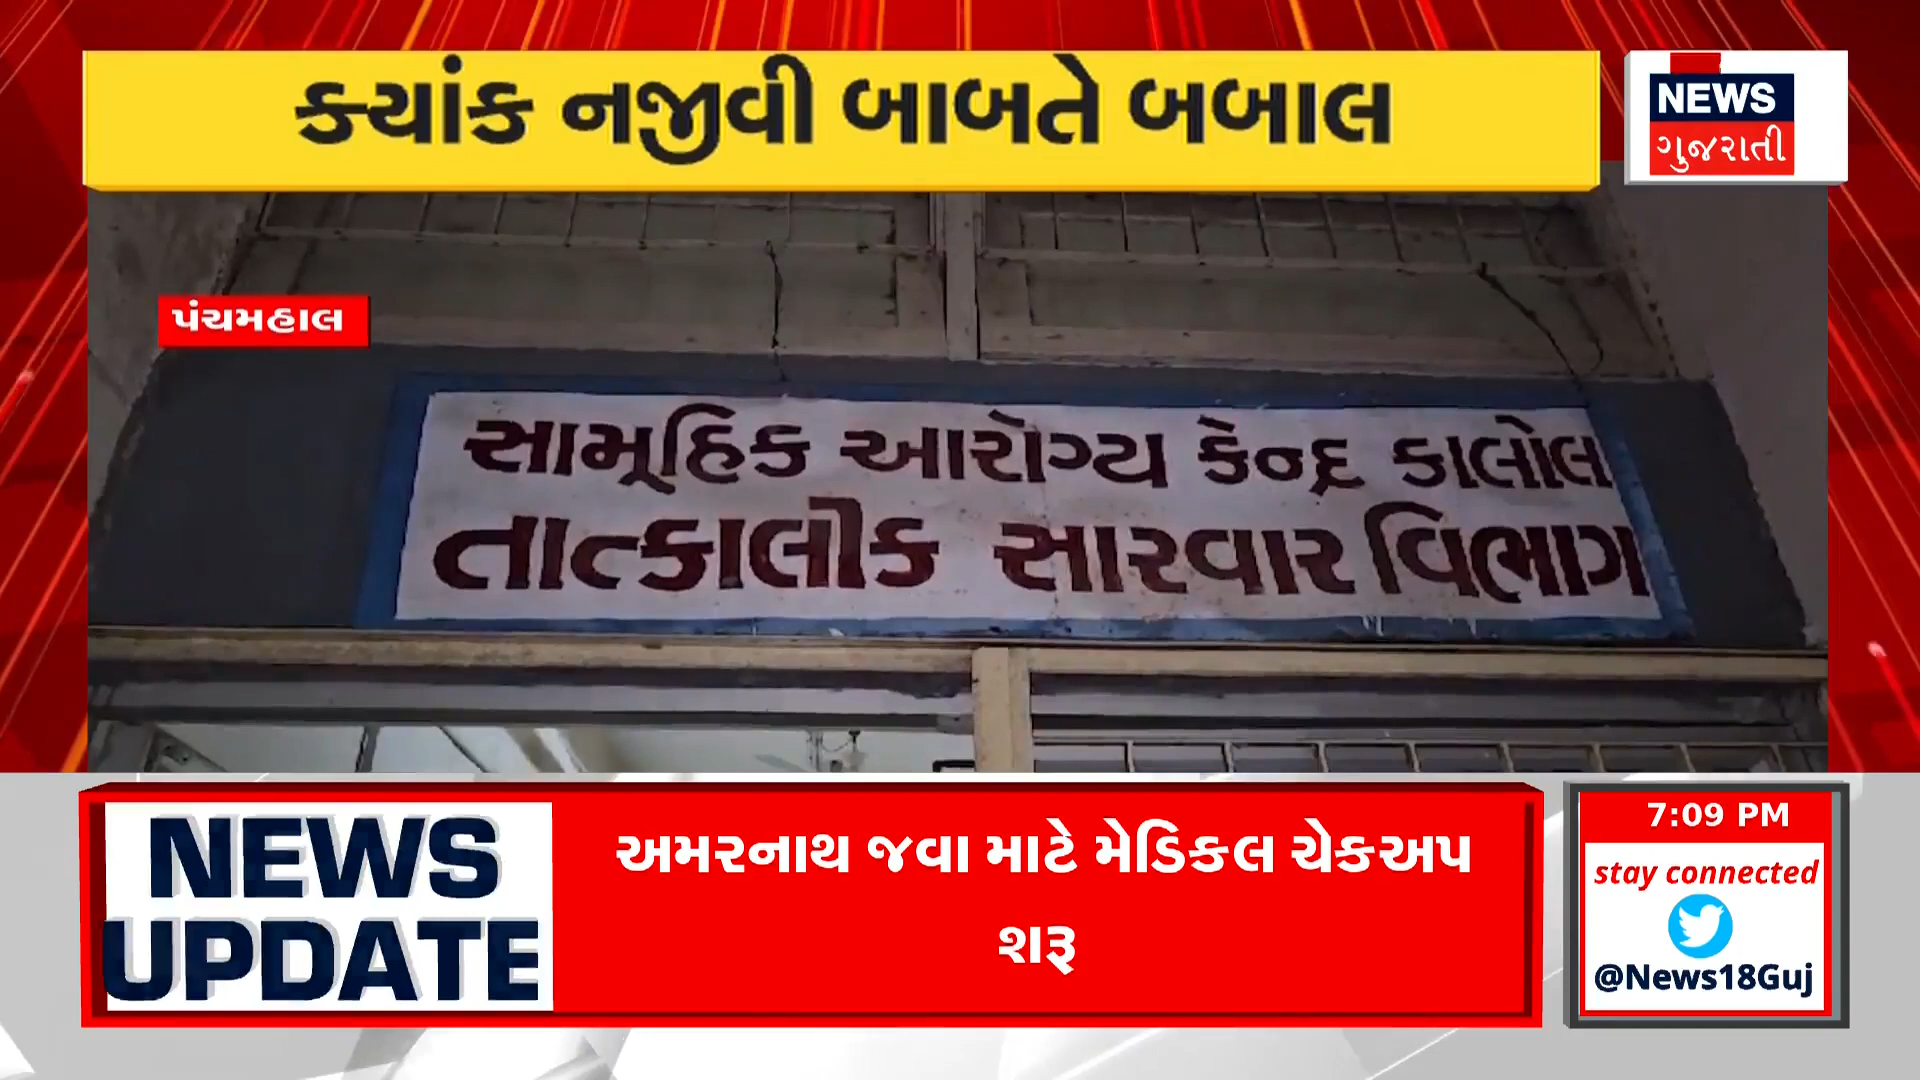 ક્યાંક નજીવી બાબતે બબાલ
NEWS
ગુજરાતી
પંચમહાલ
સામૂહિક આરોગ્ય કેન્દ્ર કાલોલ
તાત્કાલીક સારવાર વિભાગ
NEWS
UPDATE
અમરનાથ જવા માટે મેડિકલ ચેકઅપ
શરૂ
7:09 PM
stay connected
@News18Guj